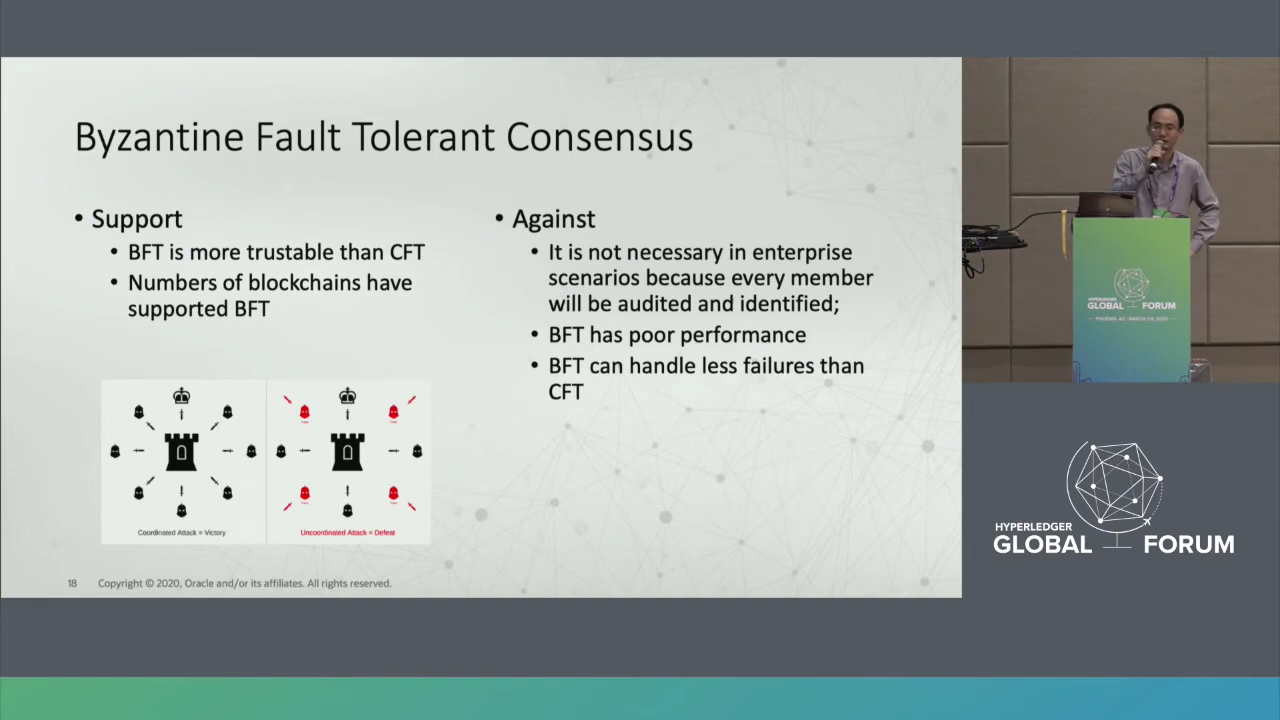 Byzantine Fault Tolerant Consensus
• Support
• BFT is more trustable than CFT
• Numbers of blockchains have
supported BFT
• Against
• It is not necessary in enterprise
scenarios because every member
will be audited and identified;
• BFT has poor performance
• BFT can handle less failures than
CFT
Coordinated Attack = Victory
Uncoordinated Attack = Defeat
18 Copyright © 2020, Oracle and/or its affiliates. All rights reserved.
HYPERLEDGER
GLOBAL FORUM
HYPERLEDGER
GLOBAL FORUM